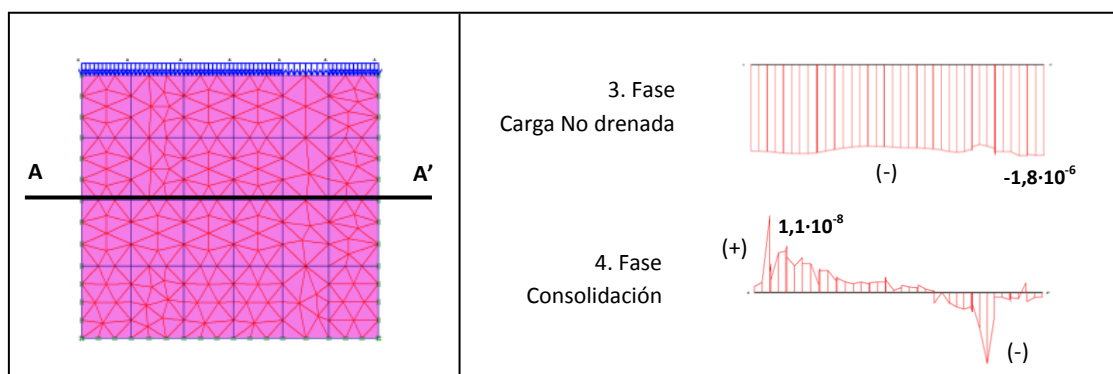 A
A'
3. Fase
Carga No drenada
(-)
-1,8·10⁻⁶
4. Fase
Consolidación
(+)
1,1·10⁻⁸
(-)